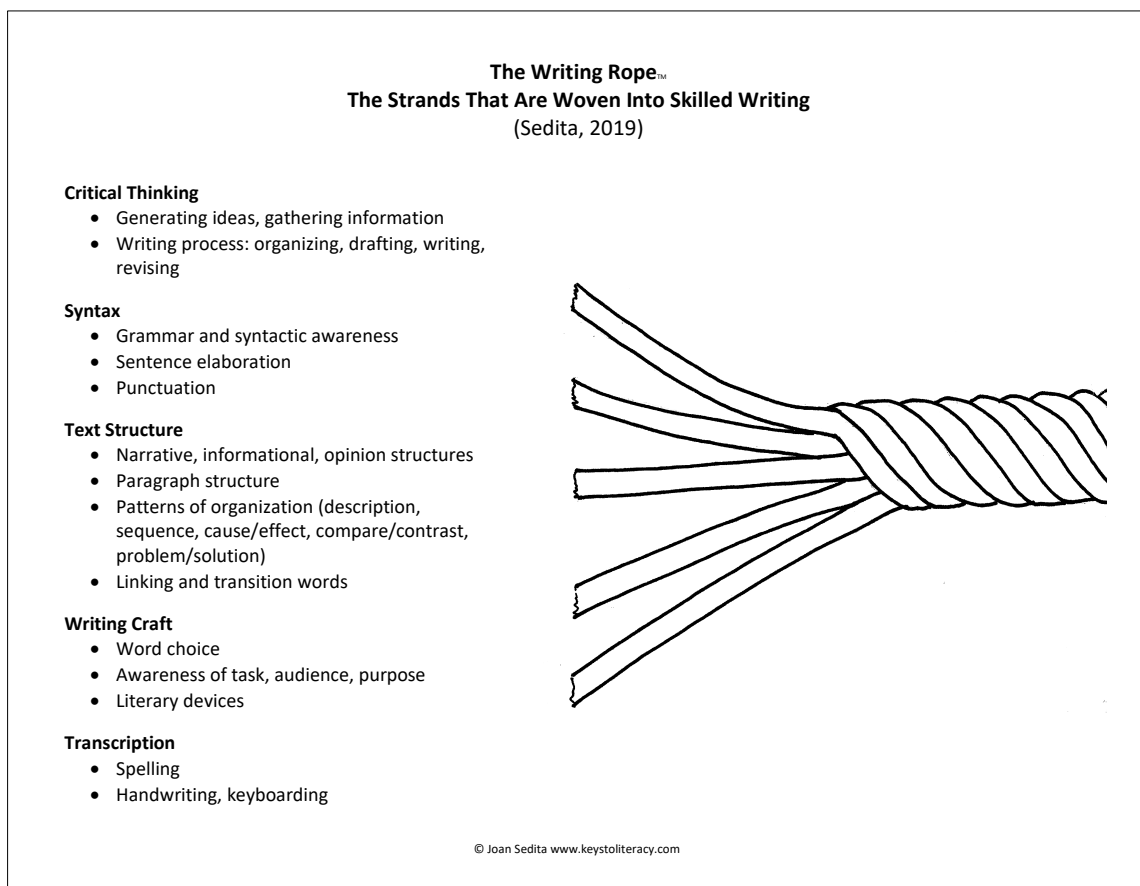 The Writing Rope™
The Strands That Are Woven Into Skilled Writing
(Sedita, 2019)
Critical Thinking
• Generating ideas, gathering information
• Writing process: organizing, drafting, writing,
revising
Syntax
• Grammar and syntactic awareness
• Sentence elaboration
• Punctuation
Text Structure
• Narrative, informational, opinion structures
• Paragraph structure
• Patterns of organization (description,
sequence, cause/effect, compare/contrast,
problem/solution)
• Linking and transition words
Writing Craft
• Word choice
• Awareness of task, audience, purpose
• Literary devices
Transcription
• Spelling
• Handwriting, keyboarding
© Joan Sedita www.keystoliteracy.com